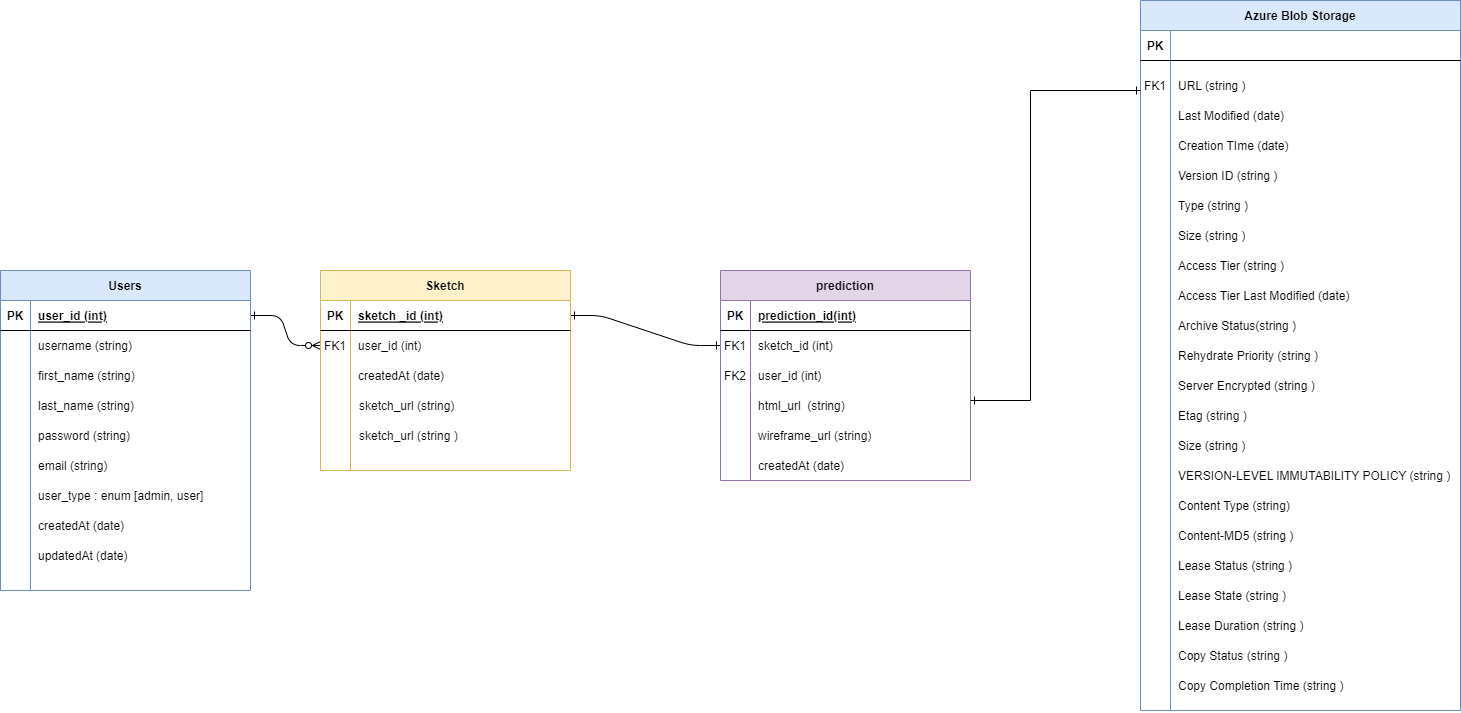 Azure Blob Storage
PK
FK1 URL (string )
Last Modified (date)
Creation TIme (date)
Version ID (string )
Type (string )
Size (string )
Access Tier (string )
Access Tier Last Modified (date)
Archive Status(string )
Rehydrate Priority (string )
Server Encrypted (string )
Etag (string )
Size (string )
VERSION-LEVEL IMMUTABILITY POLICY (string )
Content Type (string)
Content-MD5 (string )
Lease Status (string )
Lease State (string )
Lease Duration (string )
Copy Status (string )
Copy Completion Time (string )
Users
PK user_id (int)
username (string)
first_name (string)
last_name (string)
password (string)
email (string)
user_type : enum [admin, user]
createdAt (date)
updatedAt (date)
Sketch
PK sketch _id (int)
FK1 user_id (int)
createdAt (date)
sketch_url (string)
sketch_url (string )
prediction
PK prediction_id(int)
FK1 sketch_id (int)
FK2 user_id (int)
html_url (string)
wireframe_url (string)
createdAt (date)